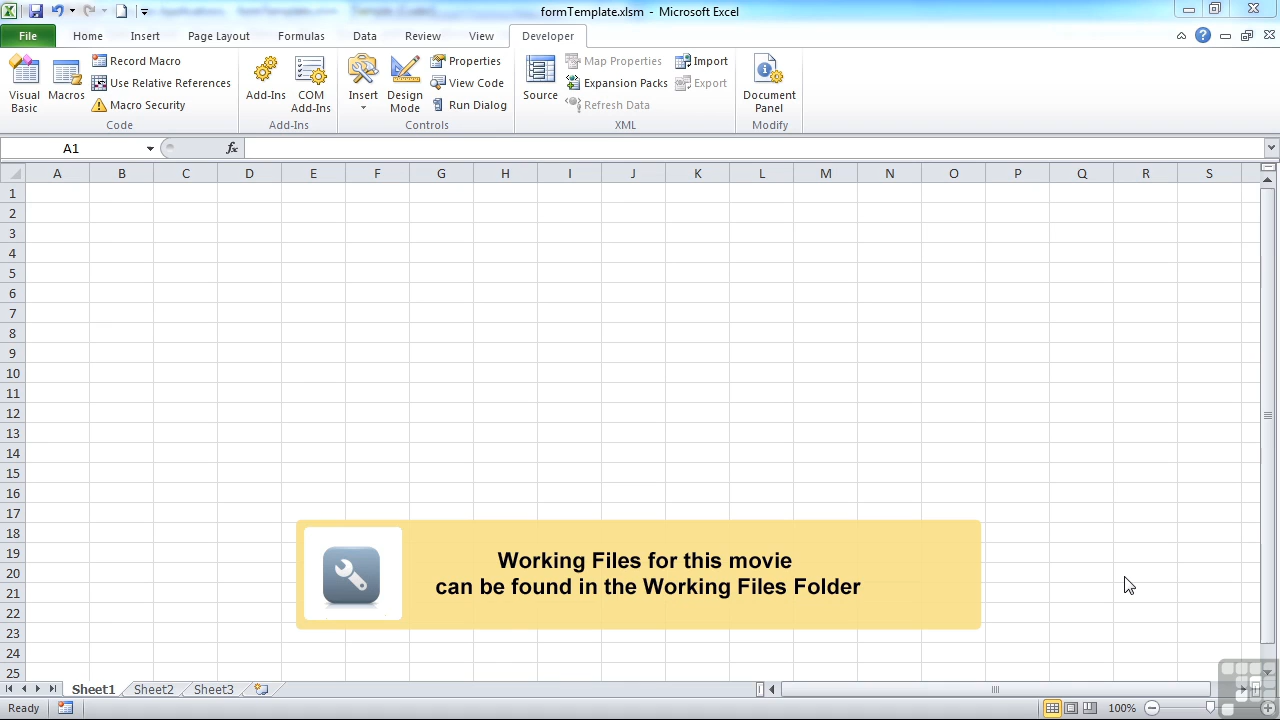 formTemplate.xlsm - Microsoft Excel
File Home Insert Page Layout Formulas Data Review View Developer
Visual Basic
Macros
Record Macro
Use Relative References
Macro Security
Code
Add-Ins
COM Add-Ins
Add-Ins
Insert
Design Mode
Properties
View Code
Run Dialog
Controls
Source
Map Properties
Expansion Packs
Refresh Data
Import
Export
XML
Document Panel
Modify
A1 fx
A B C D E F G H I J K L M N O P Q R S
1
2
3
4
5
6
7
8
9
10
11
12
13
14
15
16
17
18
19
20
21
22
23
24
25
Working Files for this movie
can be found in the Working Files Folder
Sheet1 Sheet2 Sheet3
Ready 100%